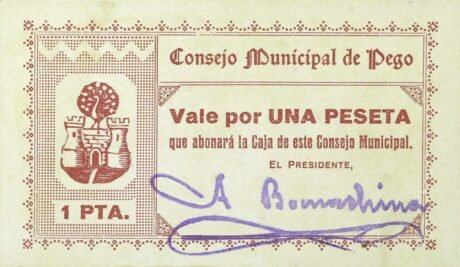 Consejo Municipal de Pego
Vale por UNA PESETA
que abonará la Caja de este Consejo Municipal.
EL PRESIDENTE,
1 PTA.